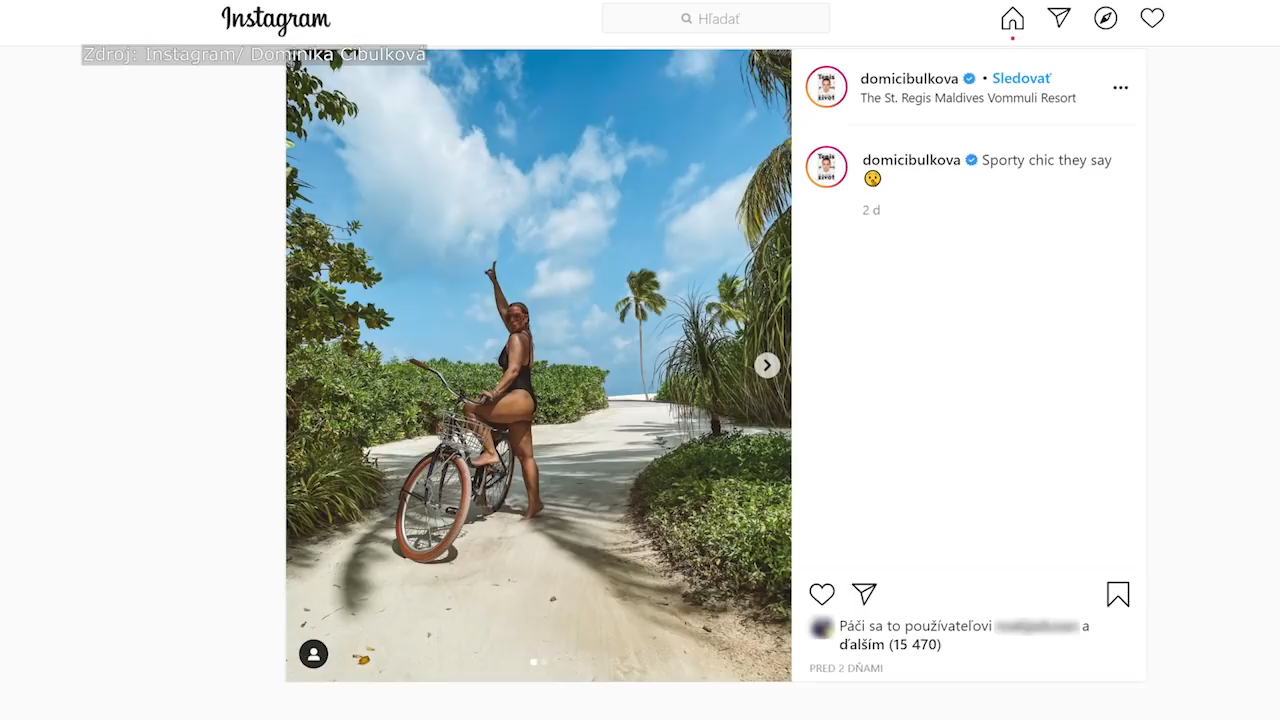 Instagram
Hľadať
Zdroj: Instagram/ Dominika Cibulková
domicibulkova • Sledovať
The St. Regis Maldives Vommuli Resort
domicibulkova Sporty chic they say
2 d
Páči sa to používateľovi a
ďalším (15 470)
PRED 2 DŇAMI